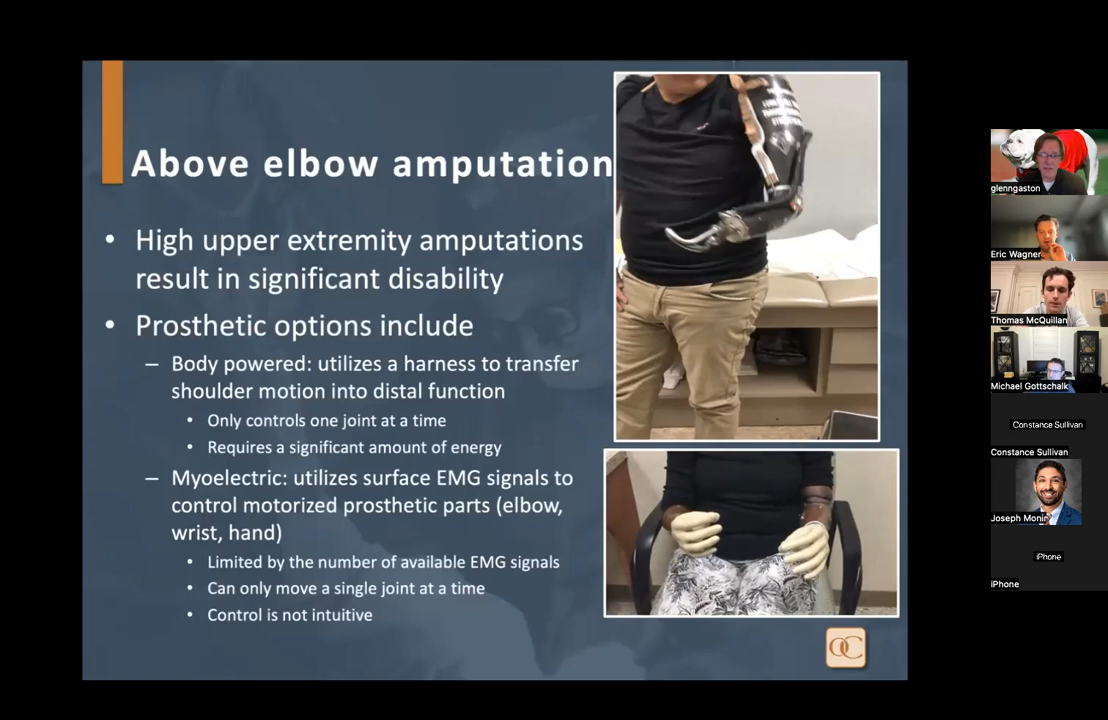 Above elbow amputation
• High upper extremity amputations
result in significant disability
• Prosthetic options include
– Body powered: utilizes a harness to transfer
shoulder motion into distal function
• Only controls one joint at a time
• Requires a significant amount of energy
– Myoelectric: utilizes surface EMG signals to
control motorized prosthetic parts (elbow,
wrist, hand)
• Limited by the number of available EMG signals
• Can only move a single joint at a time
• Control is not intuitive
OC
glenngaston
Eric Wagner
Thomas McQuillan
Michael Gottschalk
Constance Sullivan
Constance Sullivan
Joseph Monir
iPhone
iPhone